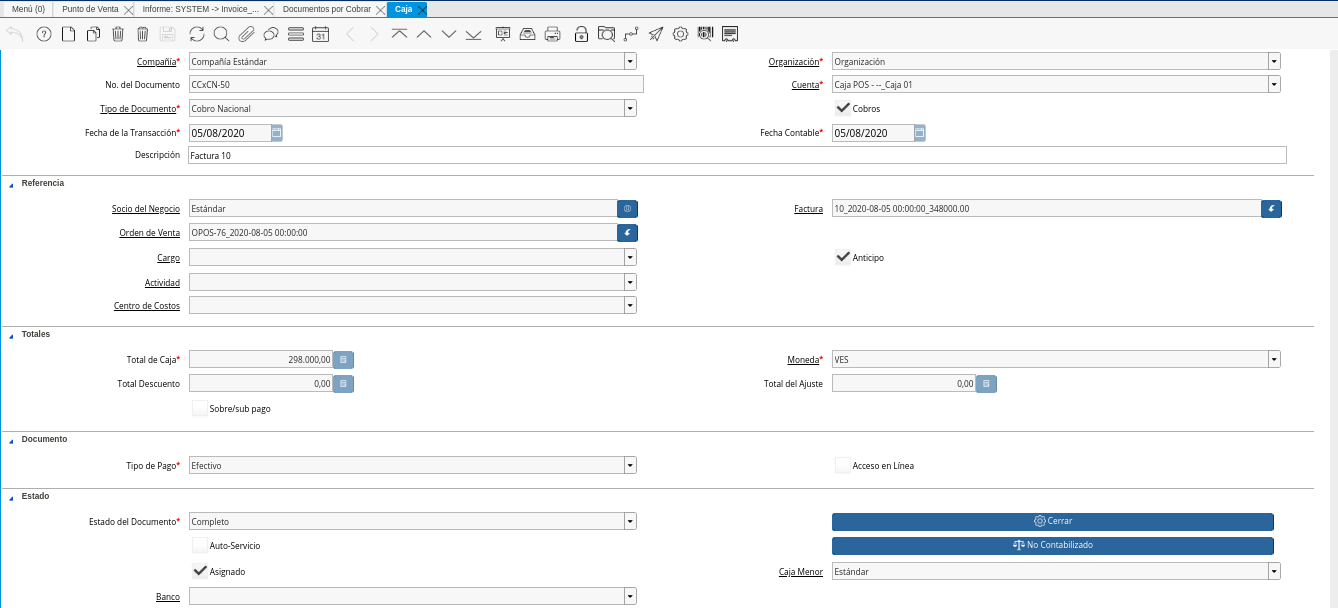 Menú (0) Punto de Venta Informe: SYSTEM -> Invoice_... Documentos por Cobrar Caja
31
Compañía* Compañía Estándar Organización* Organización
No. del Documento CCxCN-50 Cuenta* Caja POS - --_Caja 01
Tipo de Documento* Cobro Nacional Cobros
Fecha de la Transacción* 05/08/2020 Fecha Contable* 05/08/2020
Descripción Factura 10
Referencia
Socio del Negocio Estándar Factura 10_2020-08-05 00:00:00_348000.00
Orden de Venta OPOS-76_2020-08-05 00:00:00
Cargo Anticipo
Actividad
Centro de Costos
Totales
Total de Caja* 298.000,00 Moneda* VES
Total Descuento 0,00 Total del Ajuste 0,00
Sobre/sub pago
Documento
Tipo de Pago* Efectivo Acceso en Línea
Estado
Estado del Documento* Completo Cerrar
Auto-Servicio No Contabilizado
Asignado Caja Menor Estándar
Banco